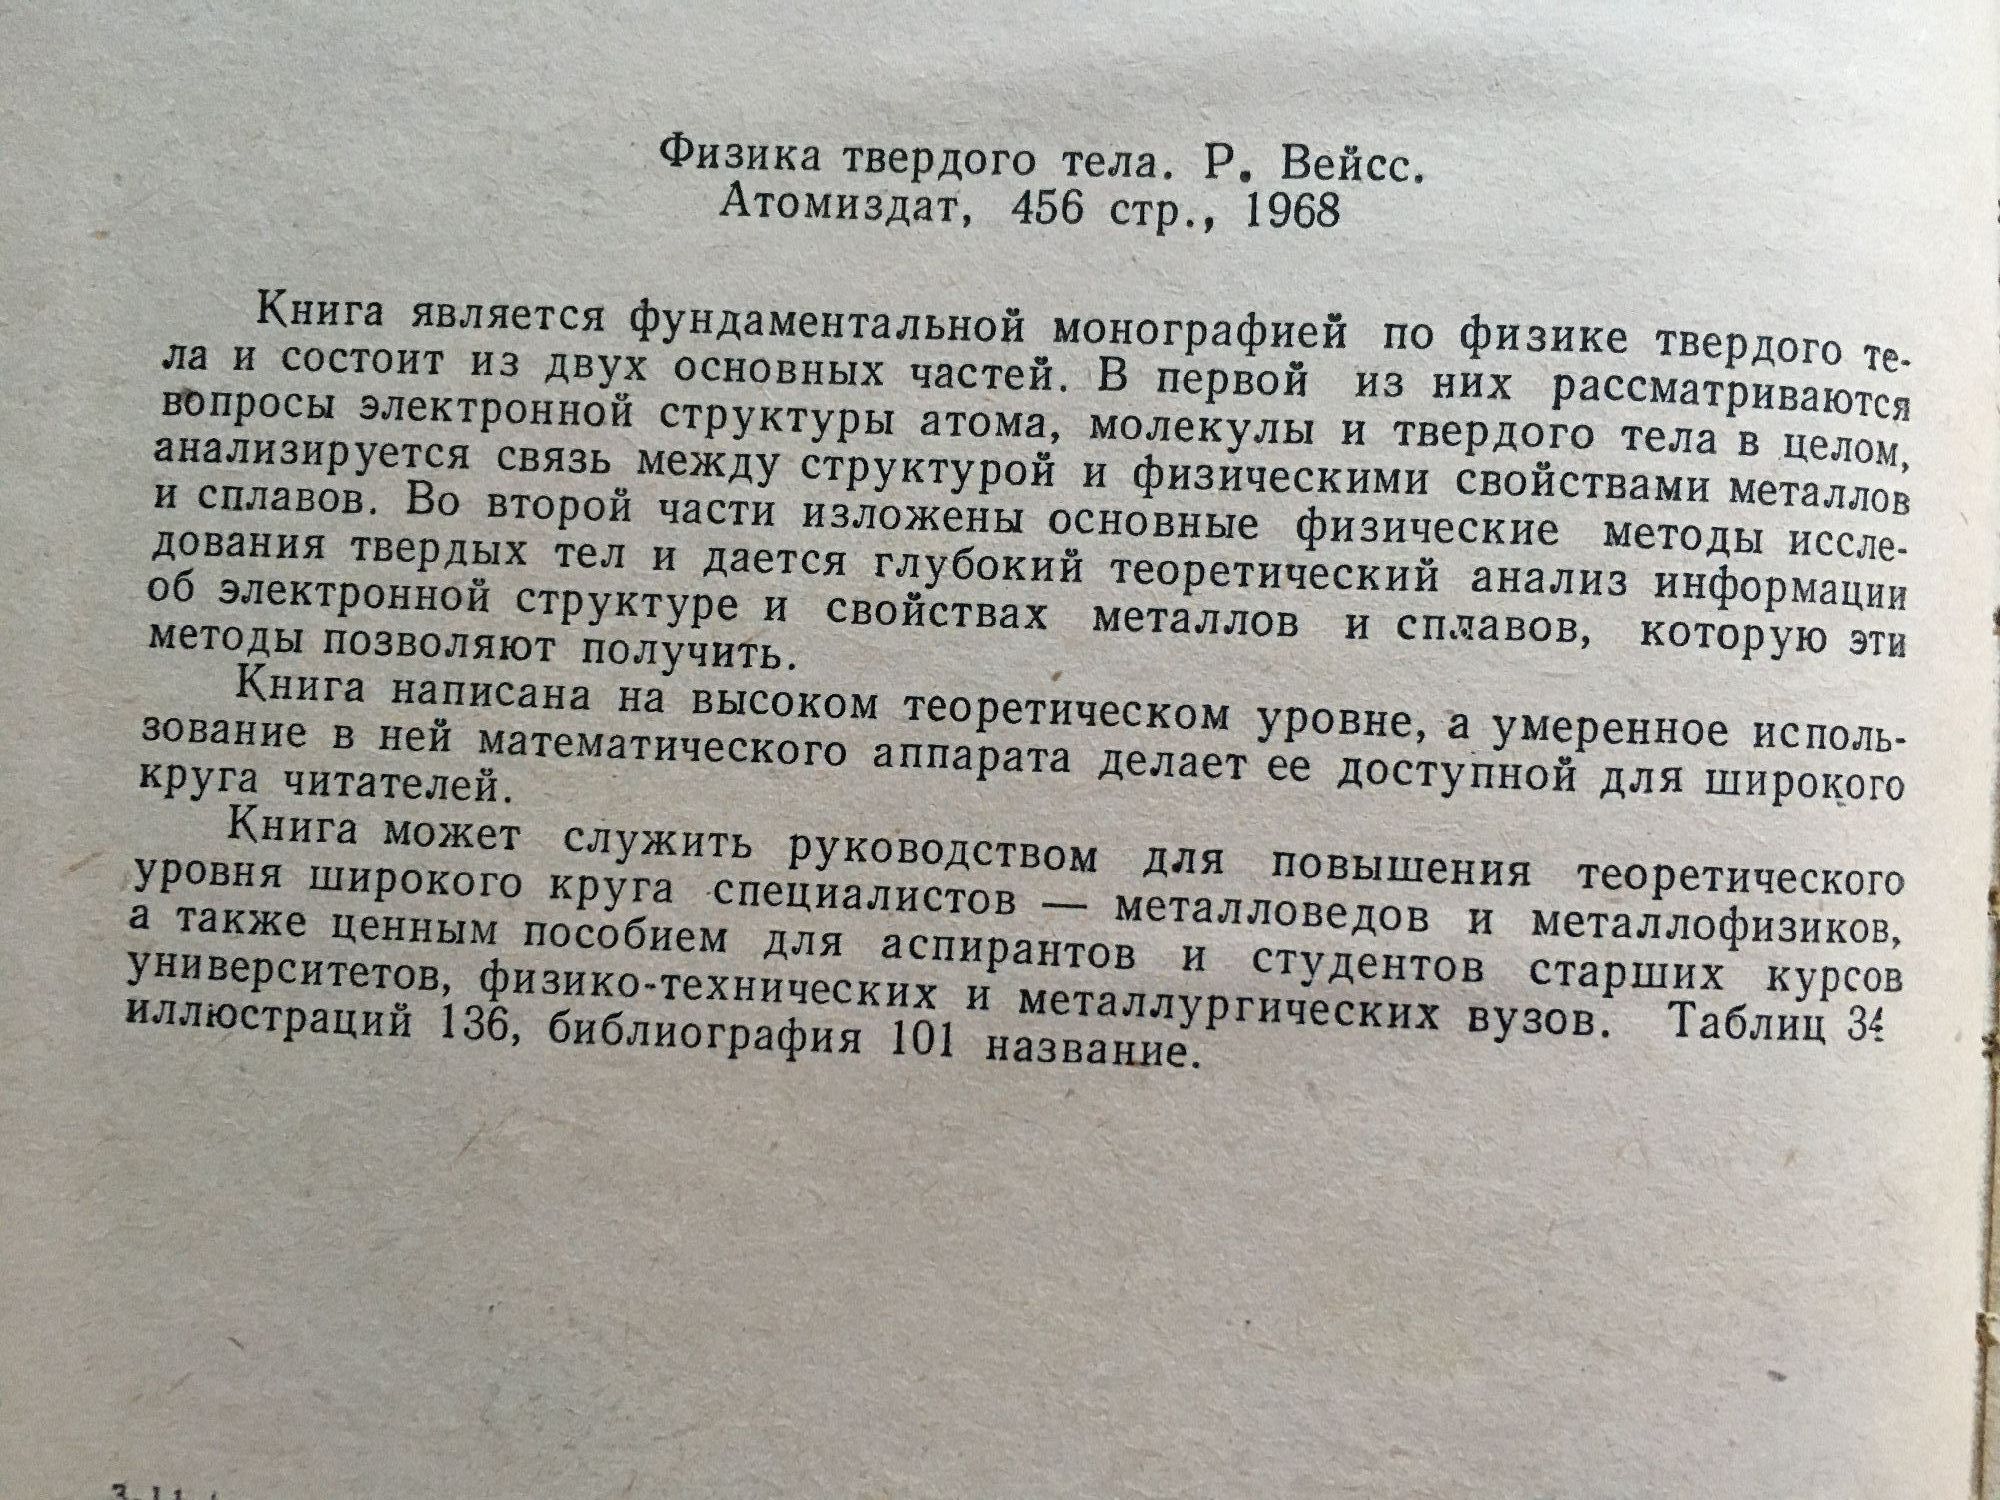 Физика твердого тела. Р. Вейсс.
Атомиздат, 456 стр., 1968
Книга является фундаментальной монографией по физике твердого те-
ла и состоит из двух основных частей. В первой из них рассматриваются
вопросы электронной структуры атома, молекулы и твердого тела в целом,
анализируется связь между структурой и физическими свойствами металлов
и сплавов. Во второй части изложены основные физические методы иссле-
дования твердых тел и дается глубокий теоретический анализ информации
об электронной структуре и свойствах металлов и сплавов, которую эти
методы позволяют получить.
Книга написана на высоком теоретическом уровне, а умеренное исполь-
зование в ней математического аппарата делает ее доступной для широкого
круга читателей.
Книга может служить руководством для повышения теоретического
уровня широкого круга специалистов — металловедов и металлофизиков,
а также ценным пособием для аспирантов и студентов старших курсов
университетов, физико-технических и металлургических вузов. Таблиц 34
иллюстраций 136, библиография 101 название.